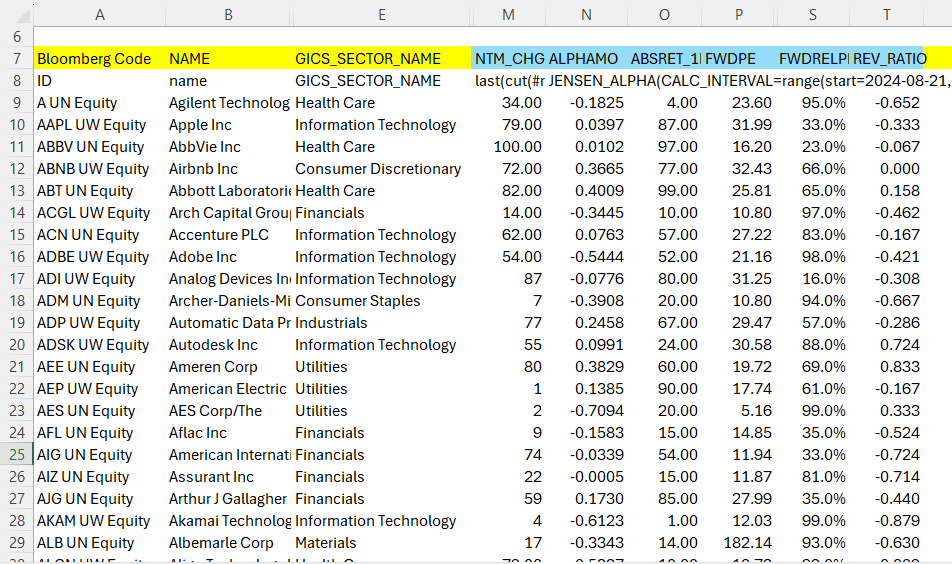 A B E M N O P S T
6
7 Bloomberg Code NAME GICS_SECTOR_NAME NTM_CHG ALPHAMO ABSRET_1 FWDPE FWDRELP REV_RATIO
8 ID name GICS_SECTOR_NAME last(cut(#r JENSEN_ALPHA(CALC_INTERVAL=range(start=2024-08-21,
9 A UN Equity Agilent Technolog Health Care 34.00 -0.1825 4.00 23.60 95.0% -0.652
10 AAPL UW Equity Apple Inc Information Technology 79.00 0.0397 87.00 31.99 33.0% -0.333
11 ABBV UN Equity AbbVie Inc Health Care 100.00 0.0102 97.00 16.20 23.0% -0.067
12 ABNB UW Equity Airbnb Inc Consumer Discretionary 72.00 0.3665 77.00 32.43 66.0% 0.000
13 ABT UN Equity Abbott Laboratori Health Care 82.00 0.4009 99.00 25.81 65.0% 0.158
14 ACGL UW Equity Arch Capital Grou Financials 14.00 -0.3445 10.00 10.80 97.0% -0.462
15 ACN UN Equity Accenture PLC Information Technology 62.00 0.0763 57.00 27.22 83.0% -0.167
16 ADBE UW Equity Adobe Inc Information Technology 54.00 -0.5444 52.00 21.16 98.0% -0.421
17 ADI UW Equity Analog Devices In Information Technology 87 -0.0776 80.00 31.25 16.0% -0.308
18 ADM UN Equity Archer-Daniels-Mi Consumer Staples 7 -0.3908 20.00 10.80 94.0% -0.667
19 ADP UW Equity Automatic Data Pr Industrials 77 0.2458 67.00 29.47 57.0% -0.286
20 ADSK UW Equity Autodesk Inc Information Technology 55 0.0991 24.00 30.58 88.0% 0.724
21 AEE UN Equity Ameren Corp Utilities 80 0.3829 60.00 19.72 69.0% 0.833
22 AEP UW Equity American Electric Utilities 1 0.1385 90.00 17.74 61.0% -0.167
23 AES UN Equity AES Corp/The Utilities 2 -0.7094 20.00 5.16 99.0% 0.333
24 AFL UN Equity Aflac Inc Financials 9 -0.1583 15.00 14.85 35.0% -0.524
25 AIG UN Equity American Internati Financials 74 -0.0339 54.00 11.94 33.0% -0.724
26 AIZ UN Equity Assurant Inc Financials 22 -0.0005 15.00 11.87 81.0% -0.714
27 AJG UN Equity Arthur J Gallagher Financials 59 0.1730 85.00 27.99 35.0% -0.440
28 AKAM UW Equity Akamai Technolog Information Technology 4 -0.6123 1.00 12.03 99.0% -0.879
29 ALB UN Equity Albemarle Corp Materials 17 -0.3343 14.00 182.14 93.0% -0.630